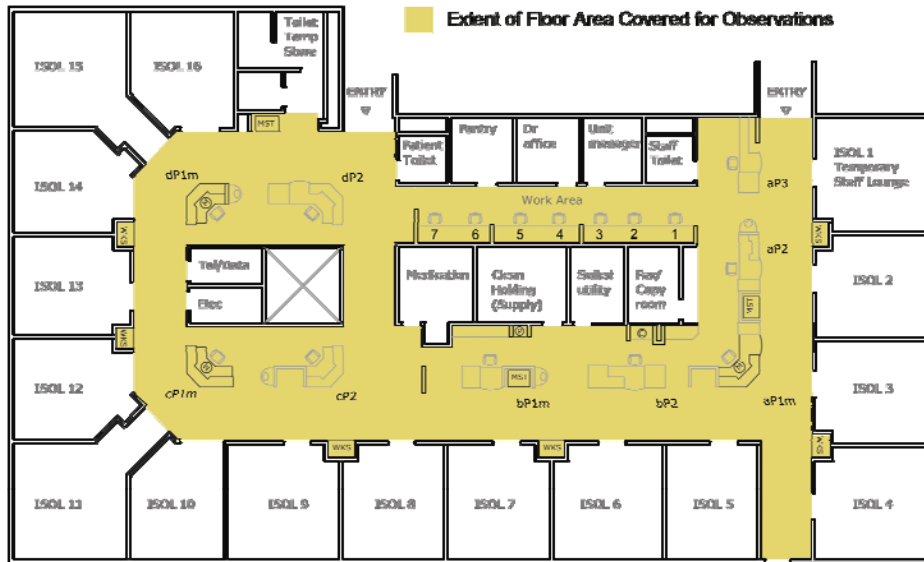 Extent of Floor Area Covered for Observations
Toilet
Temp
Store
ISOL 15
ISOL 16
ENTRY
ENTRY
MST
Patient
Toilet
Pantry
Dr
office
Unit
manager
Staff
Toilet
ISOL 1
Temporary
Staff Lounge
ISOL 14
dP1m
dP2
aP3
Work Area
7 6 5 4 3 2 1
WKS
WKS
aP2
Tel/Data
Medication
Clean
Holding
(Supply)
Soiled
utility
Fax/
Copy
room
ISOL 13
ISOL 2
Elec
MST
WKS
ISOL 12
ISOL 3
cP1m
cP2
MST
bP1m
bP2
aP1m
WKS
WKS
WKS
ISOL 11
ISOL 10
ISOL 9
ISOL 8
ISOL 7
ISOL 6
ISOL 5
ISOL 4